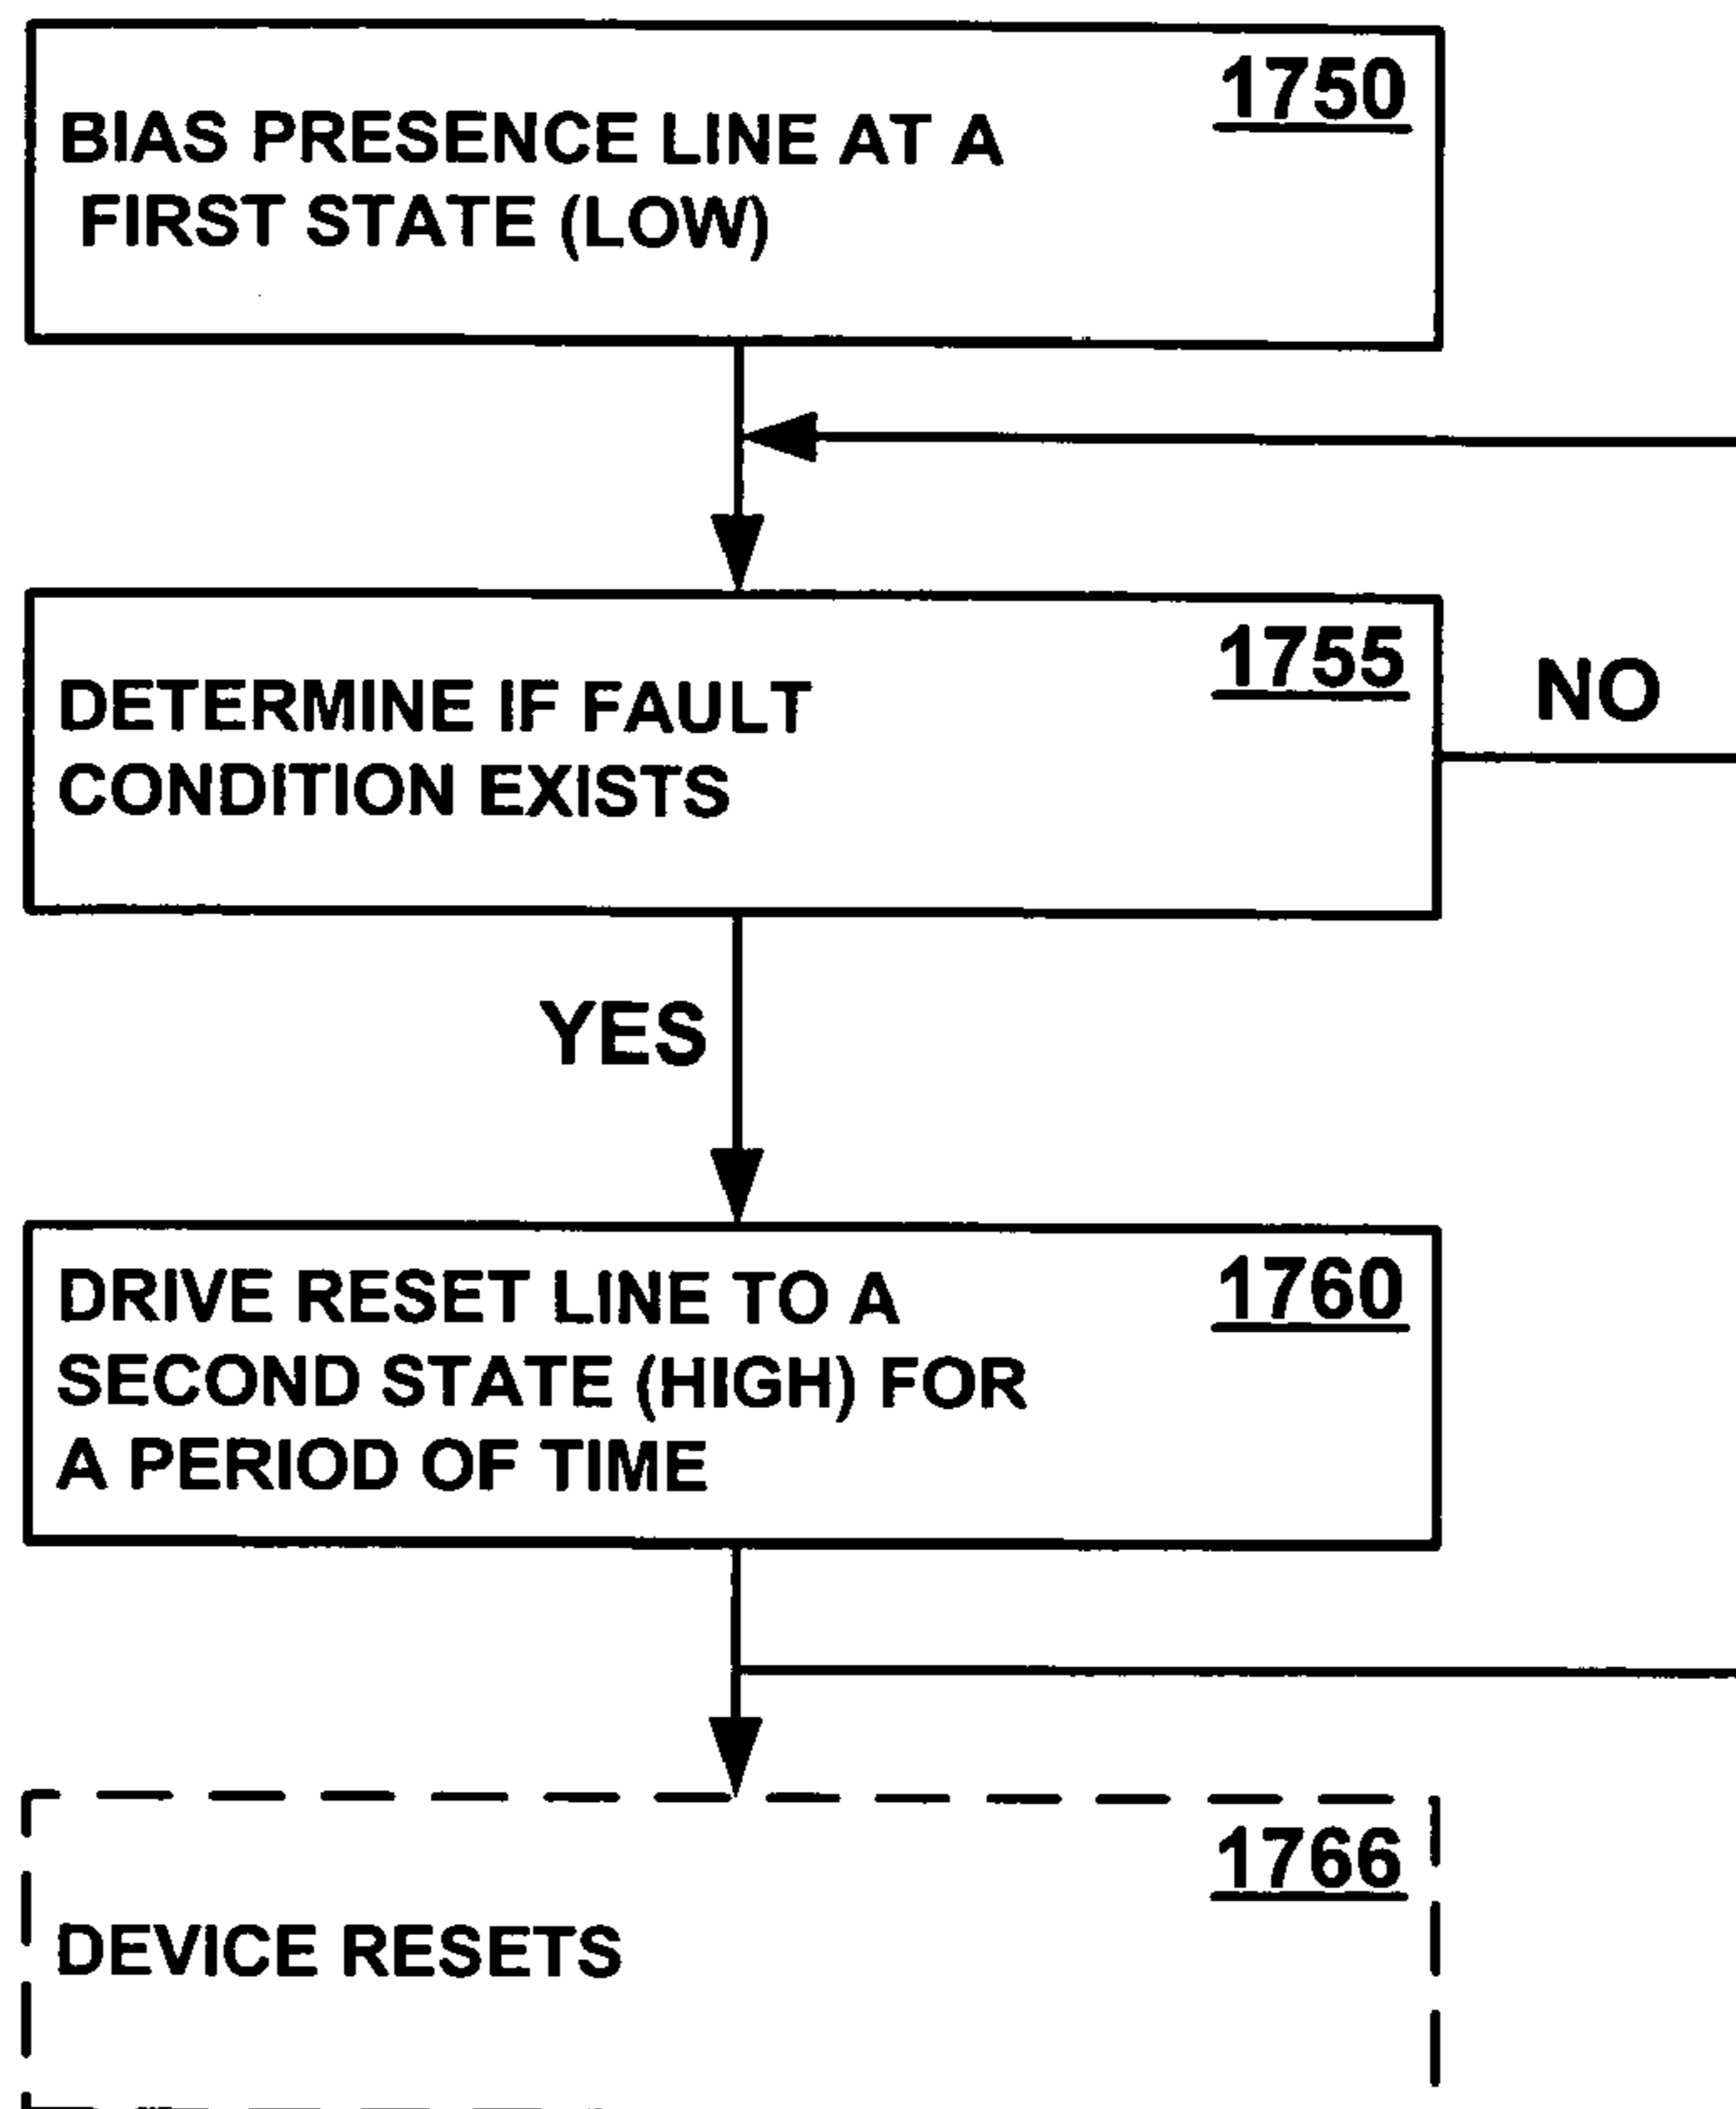 1750
BIAS PRESENCE LINE AT A
FIRST STATE (LOW)
1755
DETERMINE IF FAULT
CONDITION EXISTS
NO
YES
1760
DRIVE RESET LINE TO A
SECOND STATE (HIGH) FOR
A PERIOD OF TIME
1766
DEVICE RESETS